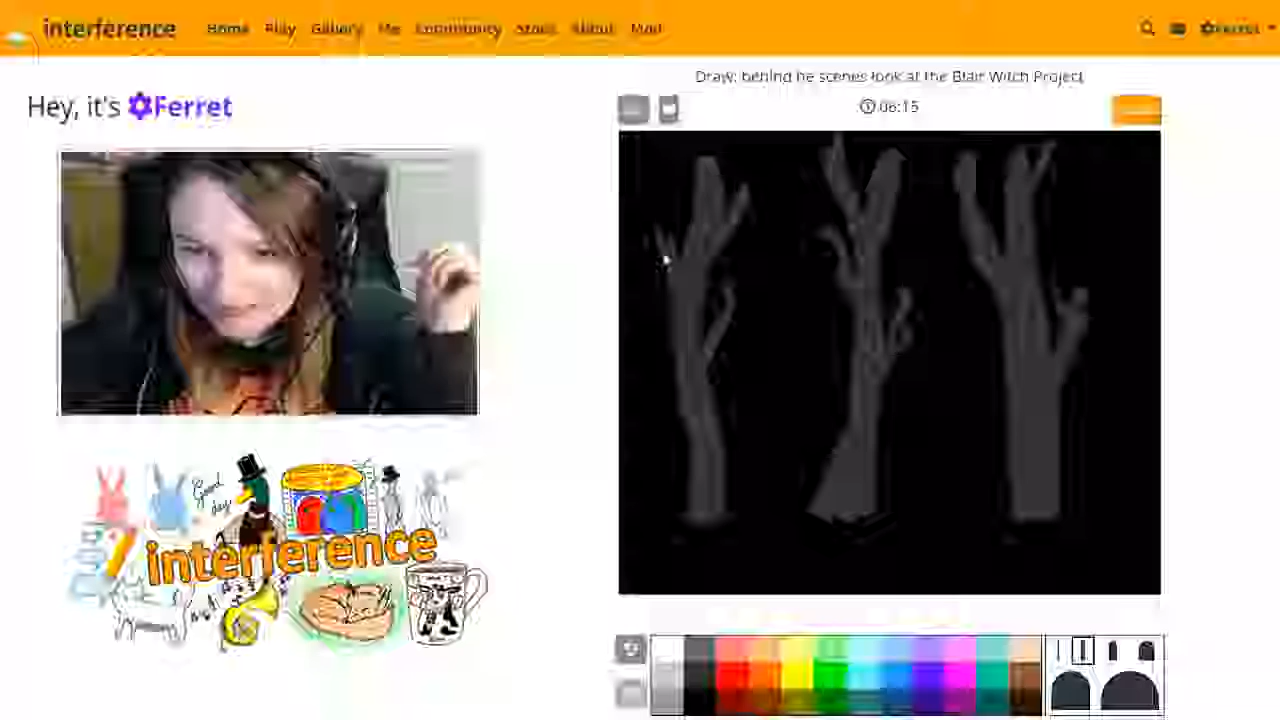 interference Home Play Gallery Me Community Stats About Mod Ferret
Draw: behind he scenes look at the Blair Witch Project
Hey, it's Ferret
06:15
Good
day
interference